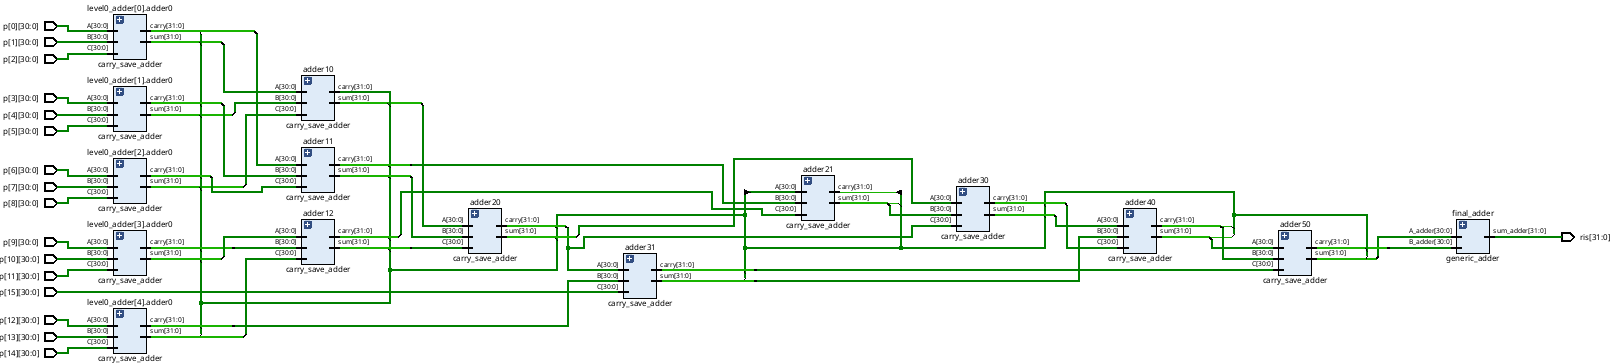 level0_adder[0].adder0
p[0][30:0]
p[1][30:0]
p[2][30:0]
A[30:0]
B[30:0]
C[30:0]
carry[31:0]
sum[31:0]
carry_save_adder
level0_adder[1].adder0
p[3][30:0]
p[4][30:0]
p[5][30:0]
A[30:0]
B[30:0]
C[30:0]
carry[31:0]
sum[31:0]
carry_save_adder
level0_adder[2].adder0
p[6][30:0]
p[7][30:0]
p[8][30:0]
A[30:0]
B[30:0]
C[30:0]
carry[31:0]
sum[31:0]
carry_save_adder
level0_adder[3].adder0
p[9][30:0]
p[10][30:0]
p[11][30:0]
A[30:0]
B[30:0]
C[30:0]
carry[31:0]
sum[31:0]
carry_save_adder
p[15][30:0]
level0_adder[4].adder0
p[12][30:0]
p[13][30:0]
p[14][30:0]
A[30:0]
B[30:0]
C[30:0]
carry[31:0]
sum[31:0]
carry_save_adder
adder10
A[30:0]
B[30:0]
C[30:0]
carry[31:0]
sum[31:0]
carry_save_adder
adder11
A[30:0]
B[30:0]
C[30:0]
carry[31:0]
sum[31:0]
carry_save_adder
adder12
A[30:0]
B[30:0]
C[30:0]
carry[31:0]
sum[31:0]
carry_save_adder
adder20
A[30:0]
B[30:0]
C[30:0]
carry[31:0]
sum[31:0]
carry_save_adder
adder31
A[30:0]
B[30:0]
C[30:0]
carry[31:0]
sum[31:0]
carry_save_adder
adder21
A[30:0]
B[30:0]
C[30:0]
carry[31:0]
sum[31:0]
carry_save_adder
adder30
A[30:0]
B[30:0]
C[30:0]
carry[31:0]
sum[31:0]
carry_save_adder
adder40
A[30:0]
B[30:0]
C[30:0]
carry[31:0]
sum[31:0]
carry_save_adder
adder50
A[30:0]
B[30:0]
C[30:0]
carry[31:0]
sum[31:0]
carry_save_adder
final_adder
A_adder[30:0]
B_adder[30:0]
sum_adder[31:0]
generic_adder
ris[31:0]